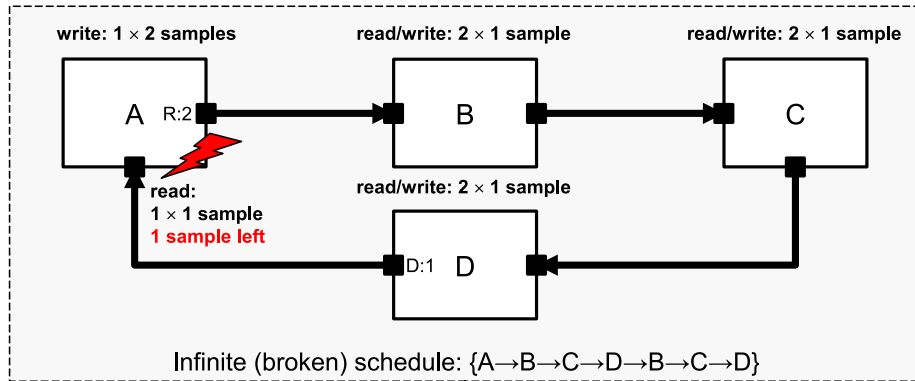 write: 1 × 2 samples
read/write: 2 × 1 sample
read/write: 2 × 1 sample
A
R:2
B
C
read:
1 × 1 sample
1 sample left
read/write: 2 × 1 sample
D:1
D
Infinite (broken) schedule: {A→B→C→D→B→C→D}